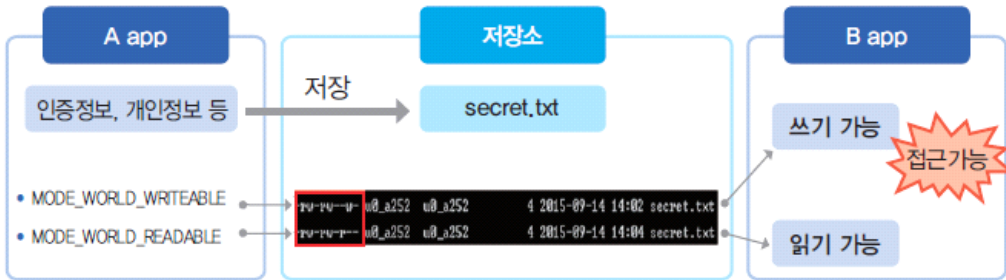 A app
저장소
B app
인증정보, 개인정보 등
저장
secret.txt
쓰기 가능
접근가능
• MODE_WORLD_WRITEABLE
-rw-rw--w- u0_a252 u0_a252 4 2015-09-14 14:02 secret.txt
• MODE_WORLD_READABLE
-rw-rw-r-- u0_a252 u0_a252 4 2015-09-14 14:04 secret.txt
읽기 가능